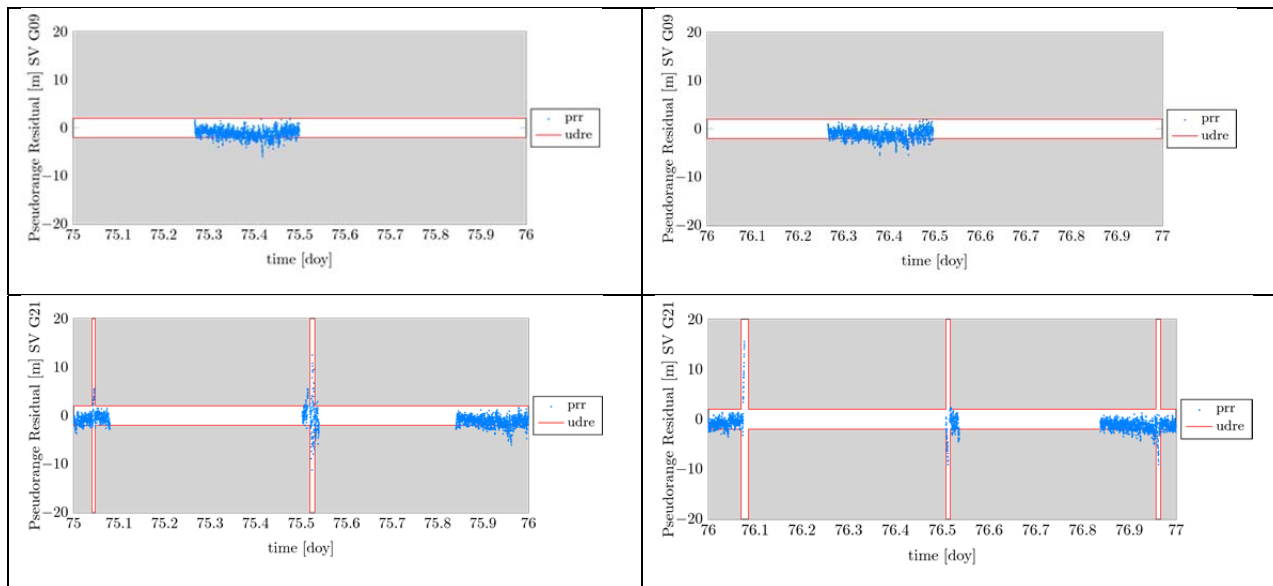 Pseudorange Residual [m] SV G09
20
10
0
−10
−20
75 75.1 75.2 75.3 75.4 75.5 75.6 75.7 75.8 75.9 76
time [doy]
prr
udre
Pseudorange Residual [m] SV G09
20
10
0
−10
−20
76 76.1 76.2 76.3 76.4 76.5 76.6 76.7 76.8 76.9 77
time [doy]
prr
udre
Pseudorange Residual [m] SV G21
20
10
0
−10
−20
75 75.1 75.2 75.3 75.4 75.5 75.6 75.7 75.8 75.9 76
time [doy]
prr
udre
Pseudorange Residual [m] SV G21
20
10
0
−10
−20
76 76.1 76.2 76.3 76.4 76.5 76.6 76.7 76.8 76.9 77
time [doy]
prr
udre